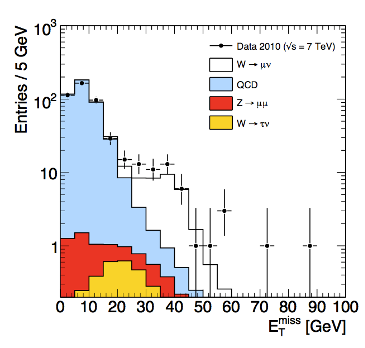 10³
Data 2010 (√s = 7 TeV)
W → μν
QCD
Z → μμ
W → τν
10²
10
1
Entries / 5 GeV
0 10 20 30 40 50 60 70 80 90 100
E_T^miss [GeV]